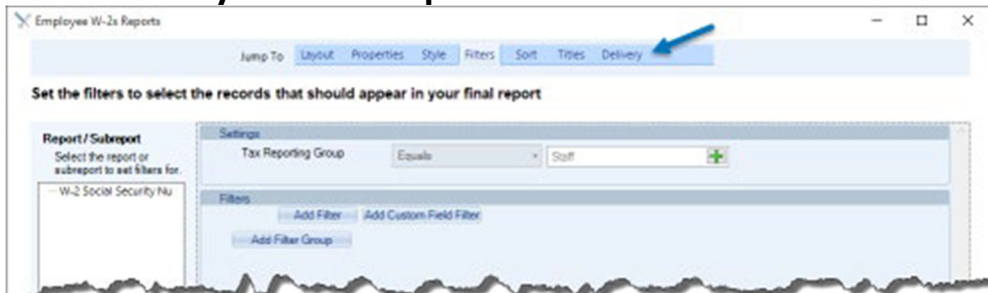 Employee W-2s Reports
Jump To Layout Properties Style Filters Sort Titles Delivery
Set the filters to select the records that should appear in your final report
Report / Subreport
Select the report or
subreport to set filters for.
W-2 Social Security Nu
Settings
Tax Reporting Group Equals Staff
Filters
Add Filter Add Custom Field Filter
Add Filter Group